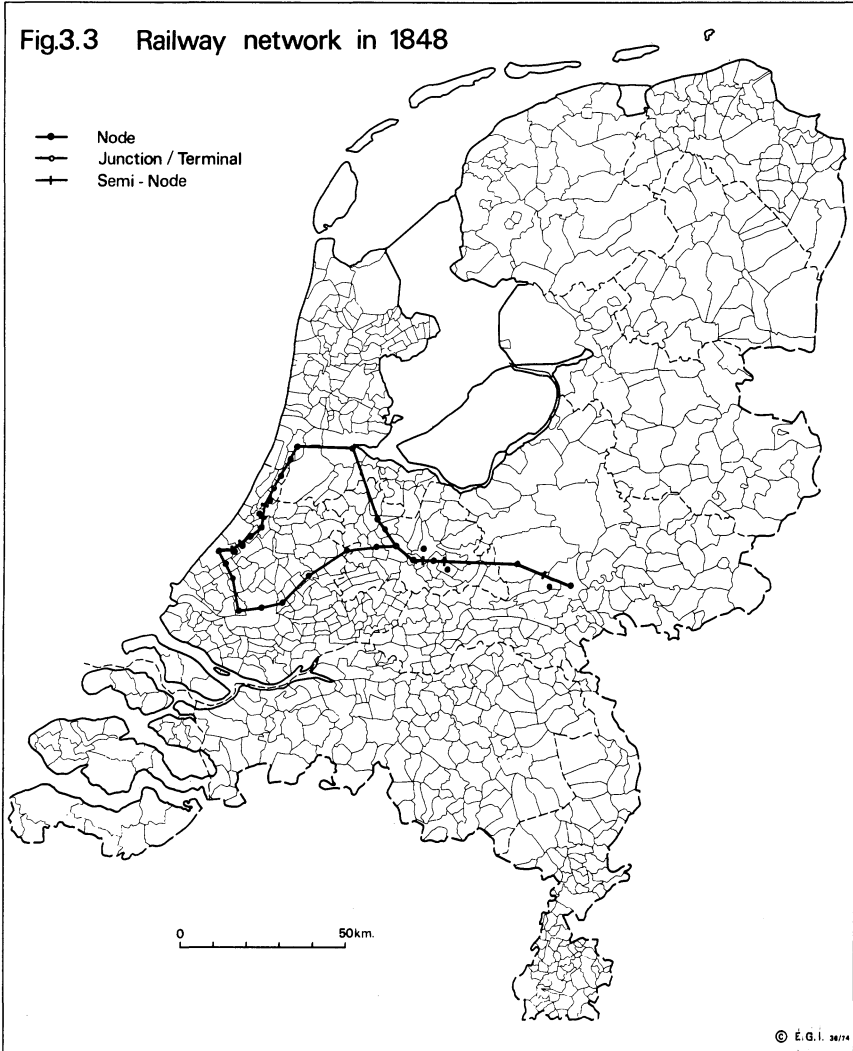 Fig.3.3 Railway network in 1848
Node
Junction / Terminal
Semi - Node
0 50km.
© E.G.I. 36/74